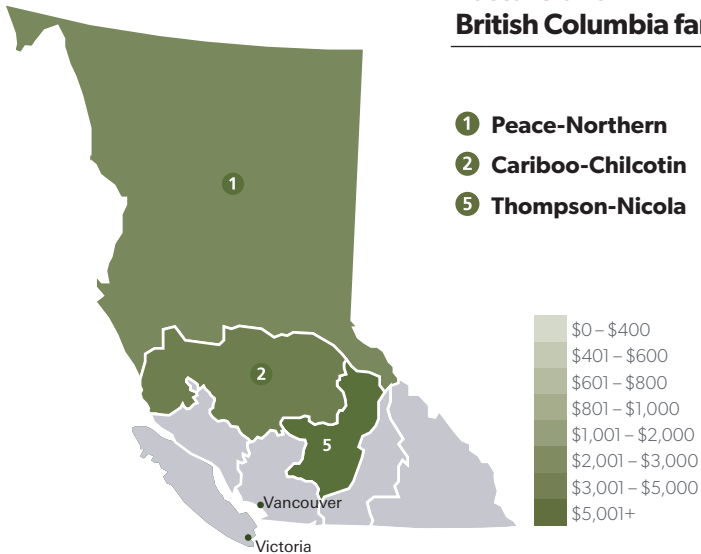 British Columbia
1 Peace-Northern
2 Cariboo-Chilcotin
5 Thompson-Nicola
1
2
5
$0 – $400
$401 – $600
$601 – $800
$801 – $1,000
$1,001 – $2,000
$2,001 – $3,000
$3,001 – $5,000
$5,001+
Vancouver
Victoria